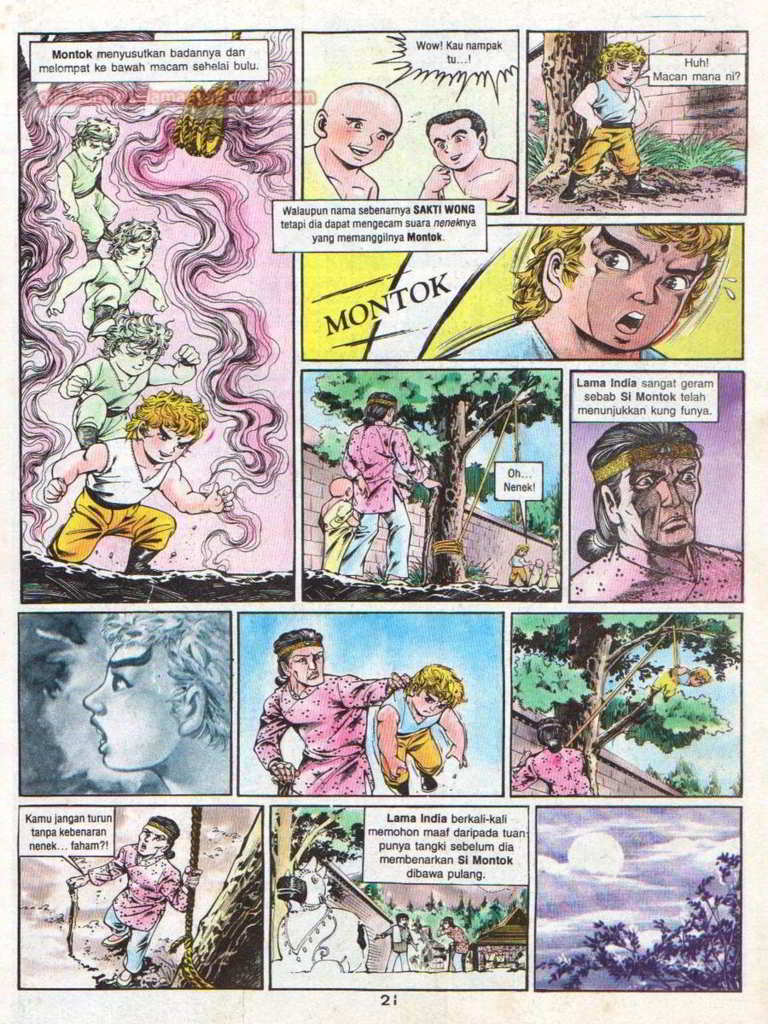 Montok menyusutkan badannya dan
melompat ke bawah macam sehelai bulu.
Wow! Kau nampak
tu...!
Huh!
Macan mana ni?
Walaupun nama sebenarnya SAKTI WONG
tetapi dia dapat mengecam suara neneknya
yang memanggilnya Montok.
MONTOK
Oh...
Nenek!
Lama India sangat geram
sebab Si Montok telah
menunjukkan kung funya.
Kamu jangan turun
tanpa kebenaran
nenek... faham?!
Lama India berkali-kali
memohon maaf daripada tuan
punya tangki sebelum dia
membenarkan Si Montok
dibawa pulang.
21